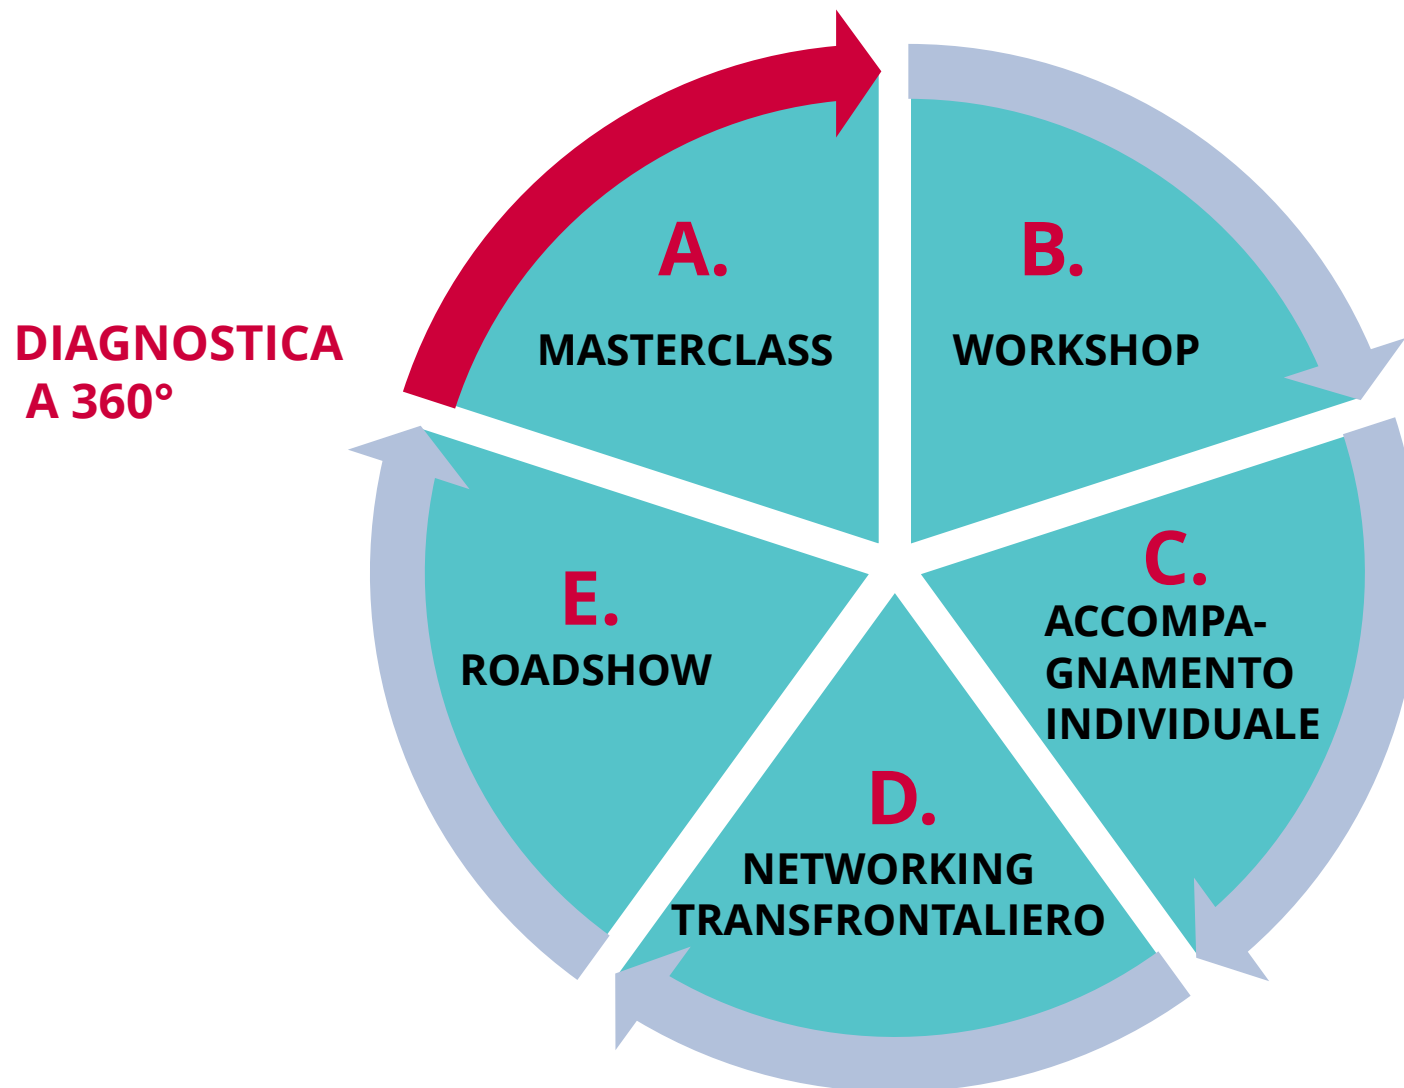 DIAGNOSTICA
A 360°
A.
MASTERCLASS
B.
WORKSHOP
C.
ACCOMPA-
GNAMENTO
INDIVIDUALE
D.
NETWORKING
TRANSFRONTALIERO
E.
ROADSHOW